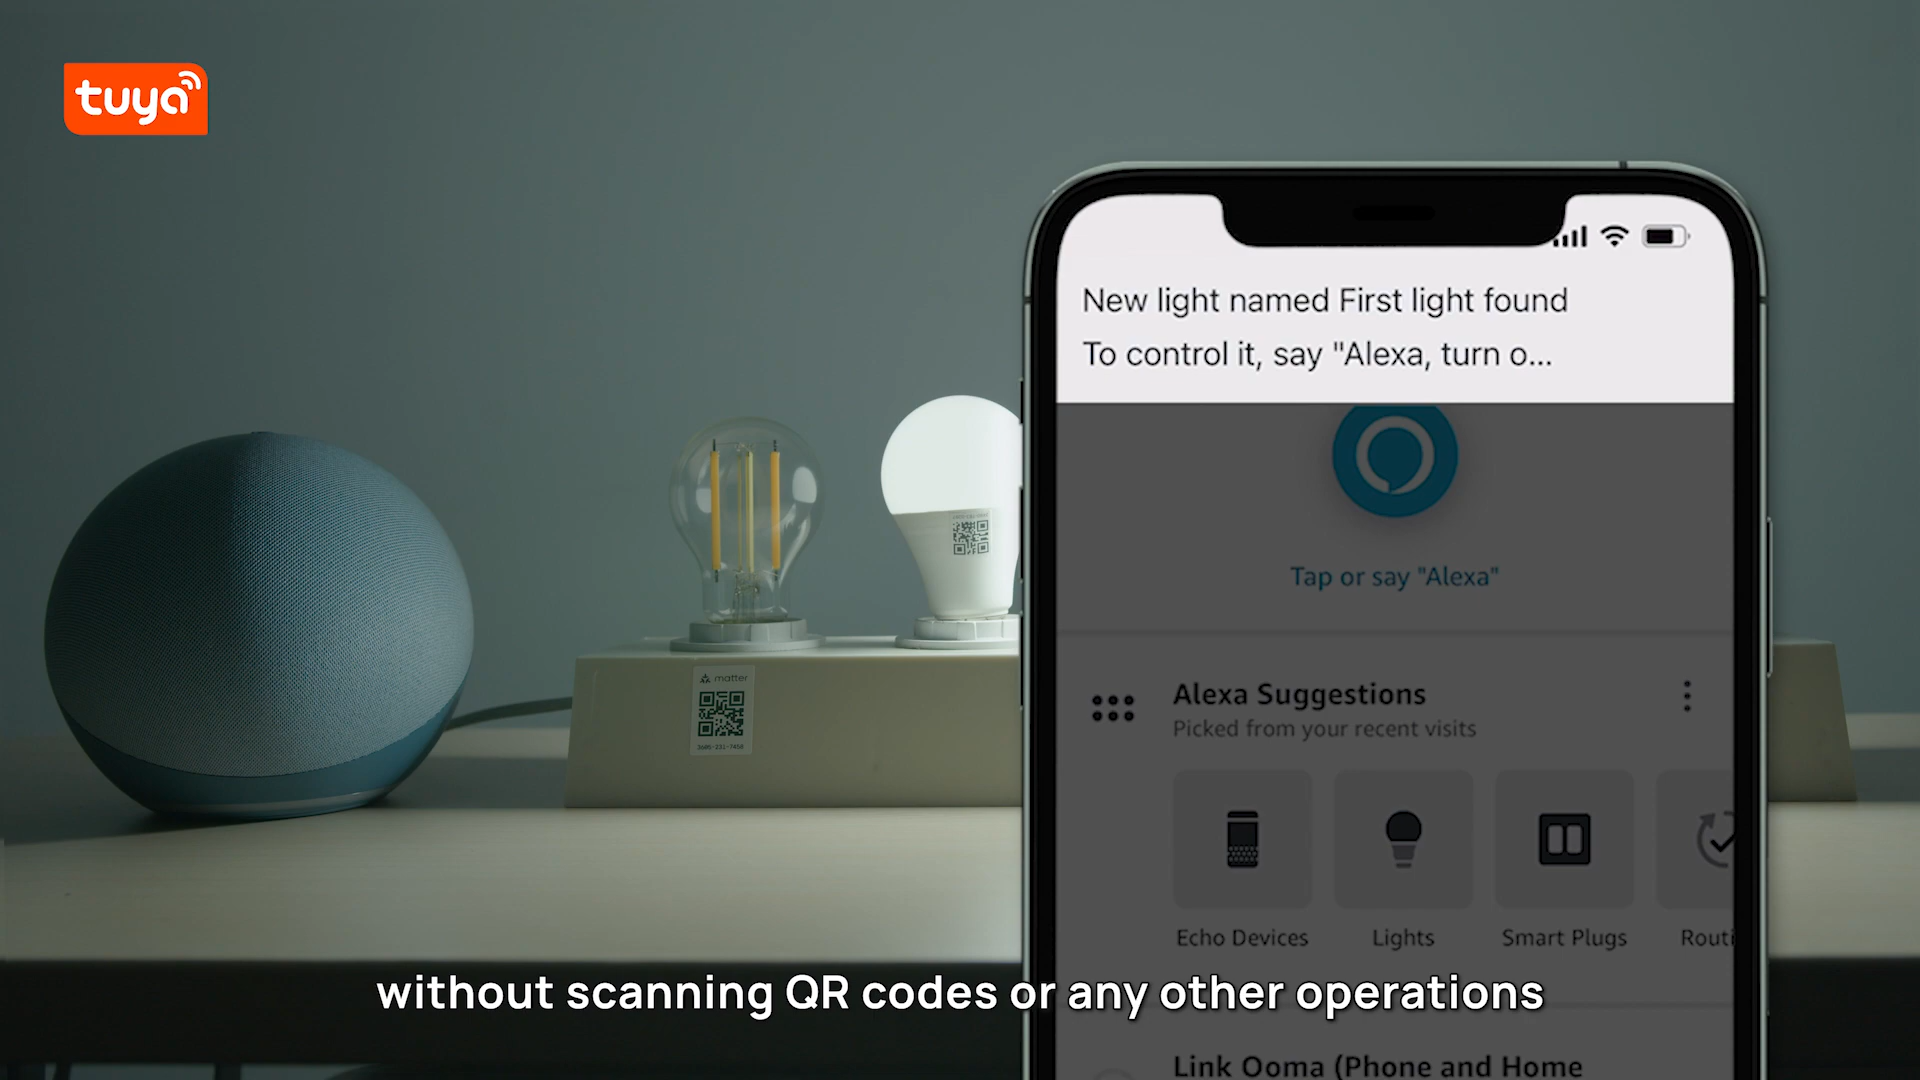 tuya
New light named First light found
To control it, say "Alexa, turn o...
Tap or say "Alexa"
matter
Alexa Suggestions
Picked from your recent visits
Echo Devices
Lights
Smart Plugs
Routi
without scanning QR codes or any other operations
Link Ooma (Phone and Home